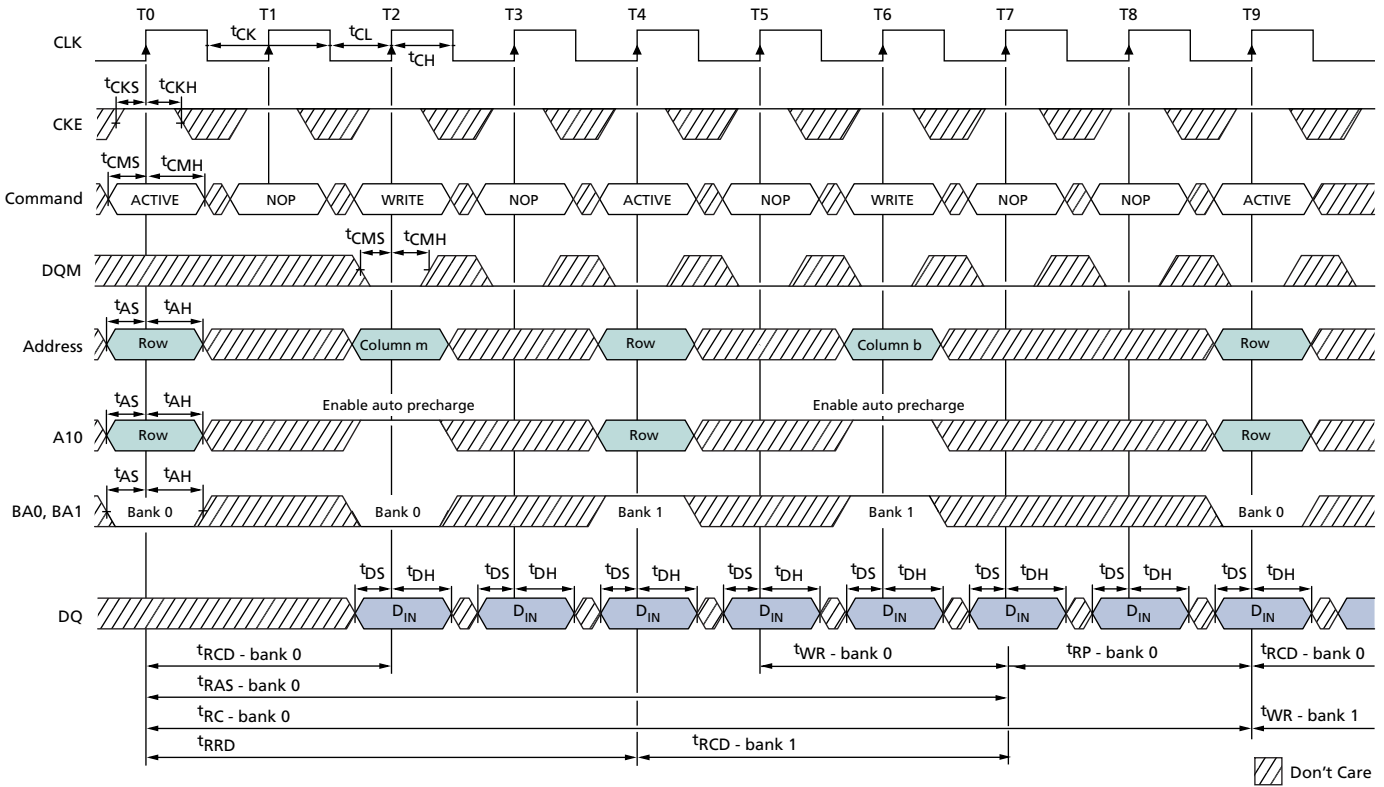 T0 T1 T2 T3 T4 T5 T6 T7 T8 T9
CLK tCK tCL tCH
tCKS tCKH
CKE
tCMS tCMH
Command ACTIVE NOP WRITE NOP ACTIVE NOP WRITE NOP NOP ACTIVE
tCMS tCMH
DQM
tAS tAH
Address Row Column m Row Column b Row
tAS tAH Enable auto precharge Enable auto precharge
A10 Row Row Row
tAS tAH
BA0, BA1 Bank 0 Bank 0 Bank 1 Bank 1 Bank 0
tDS tDH tDS tDH tDS tDH tDS tDH tDS tDH tDS tDH tDS tDH tDS tDH
DQ DIN DIN DIN DIN DIN DIN DIN DIN
tRCD - bank 0 tWR - bank 0 tRP - bank 0 tRCD - bank 0
tRAS - bank 0
tRC - bank 0 tWR - bank 1
tRRD tRCD - bank 1
Don't Care